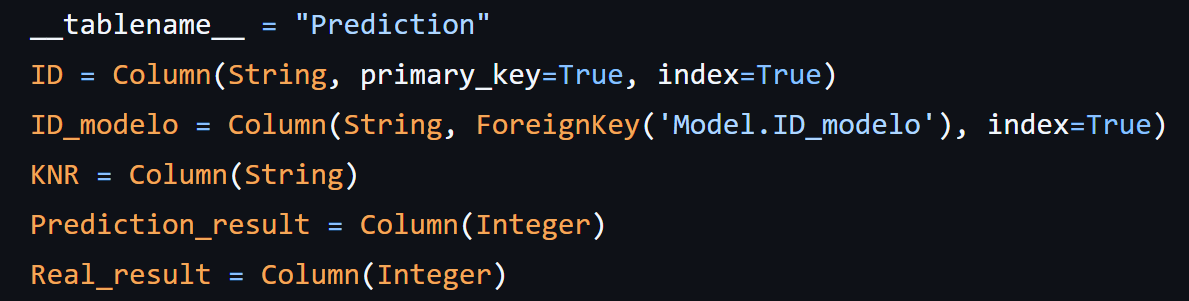 __tablename__ = "Prediction"
ID = Column(String, primary_key=True, index=True)
ID_modelo = Column(String, ForeignKey('Model.ID_modelo'), index=True)
KNR = Column(String)
Prediction_result = Column(Integer)
Real_result = Column(Integer)